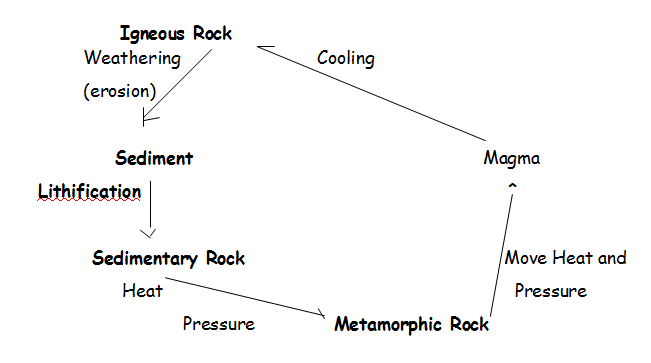 Igneous Rock
Weathering
(erosion)
Cooling
Sediment
Magma
Lithification
Sedimentary Rock
Heat
Pressure
Move Heat and
Pressure
Metamorphic Rock